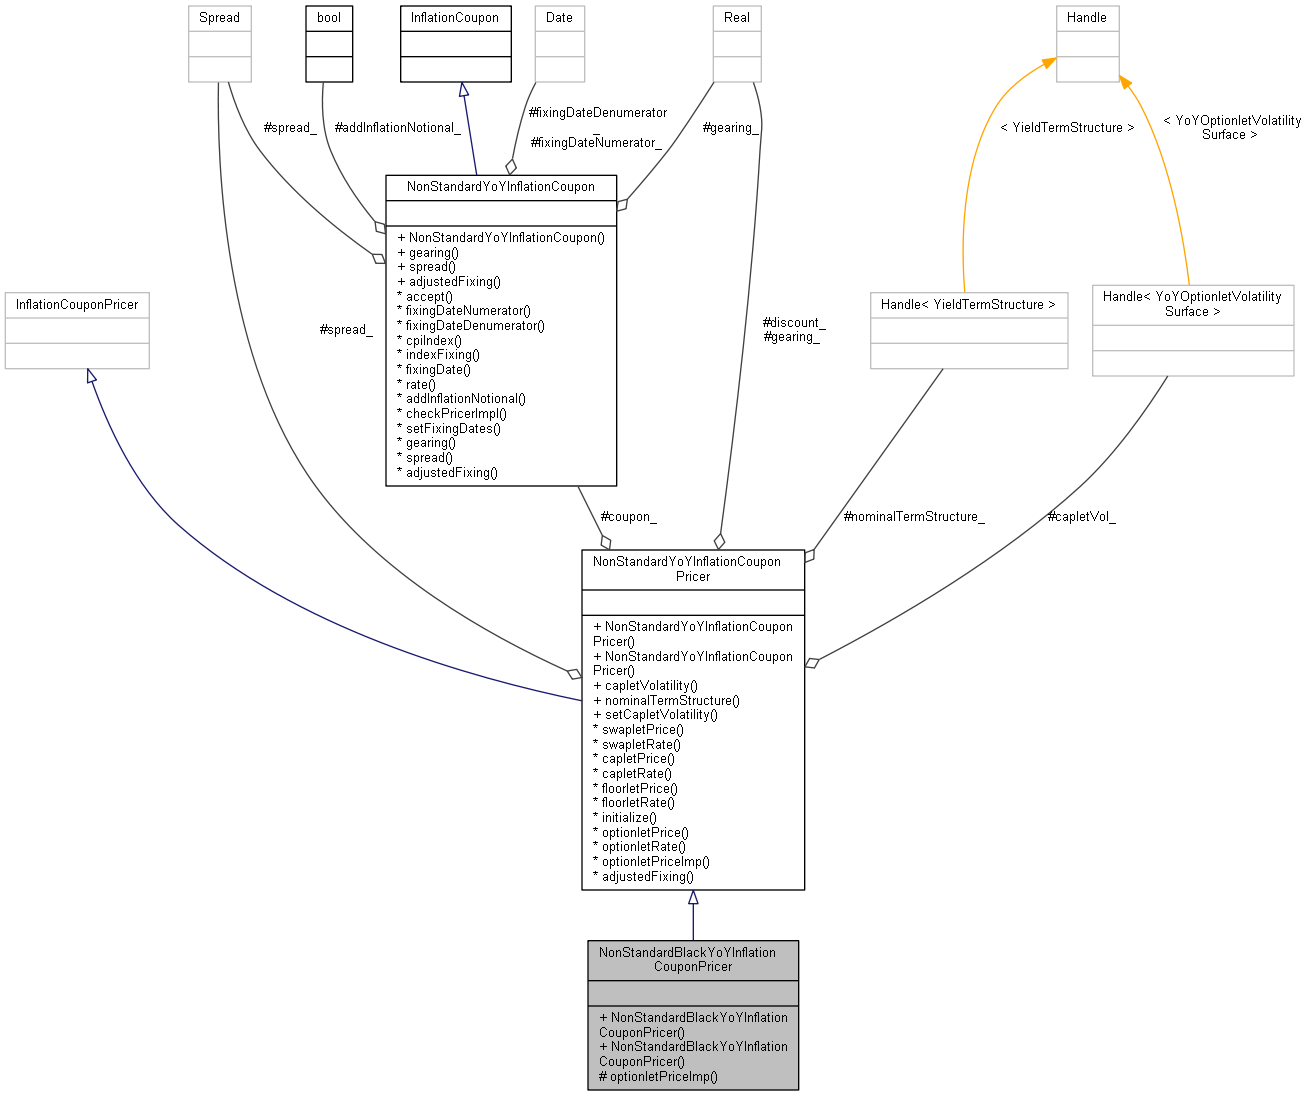 Spread
bool
InflationCoupon
Date
Real
Handle
#spread_
#addInflationNotional_
#fixingDateDenumerator
_
#fixingDateNumerator_
#gearing_
< YieldTermStructure >
< YoYOptionletVolatility
Surface >
NonStandardYoYInflationCoupon
+ NonStandardYoYInflationCoupon()
+ gearing()
+ spread()
+ adjustedFixing()
* accept()
* fixingDateNumerator()
* fixingDateDenumerator()
* cpiIndex()
* indexFixing()
* fixingDate()
* rate()
* addInflationNotional()
* checkPricerImpl()
* setFixingDates()
* gearing()
* spread()
* adjustedFixing()
InflationCouponPricer
#spread_
#discount_
#gearing_
Handle< YieldTermStructure >
Handle< YoYOptionletVolatility
Surface >
#coupon_
#nominalTermStructure_
#capletVol_
NonStandardYoYInflationCoupon
Pricer
+ NonStandardYoYInflationCoupon
Pricer()
+ NonStandardYoYInflationCoupon
Pricer()
+ capletVolatility()
+ nominalTermStructure()
+ setCapletVolatility()
* swapletPrice()
* swapletRate()
* capletPrice()
* capletRate()
* floorletPrice()
* floorletRate()
* initialize()
* optionletPrice()
* optionletRate()
* optionletPriceImp()
* adjustedFixing()
NonStandardBlackYoYInflation
CouponPricer
+ NonStandardBlackYoYInflation
CouponPricer()
+ NonStandardBlackYoYInflation
CouponPricer()
# optionletPriceImp()